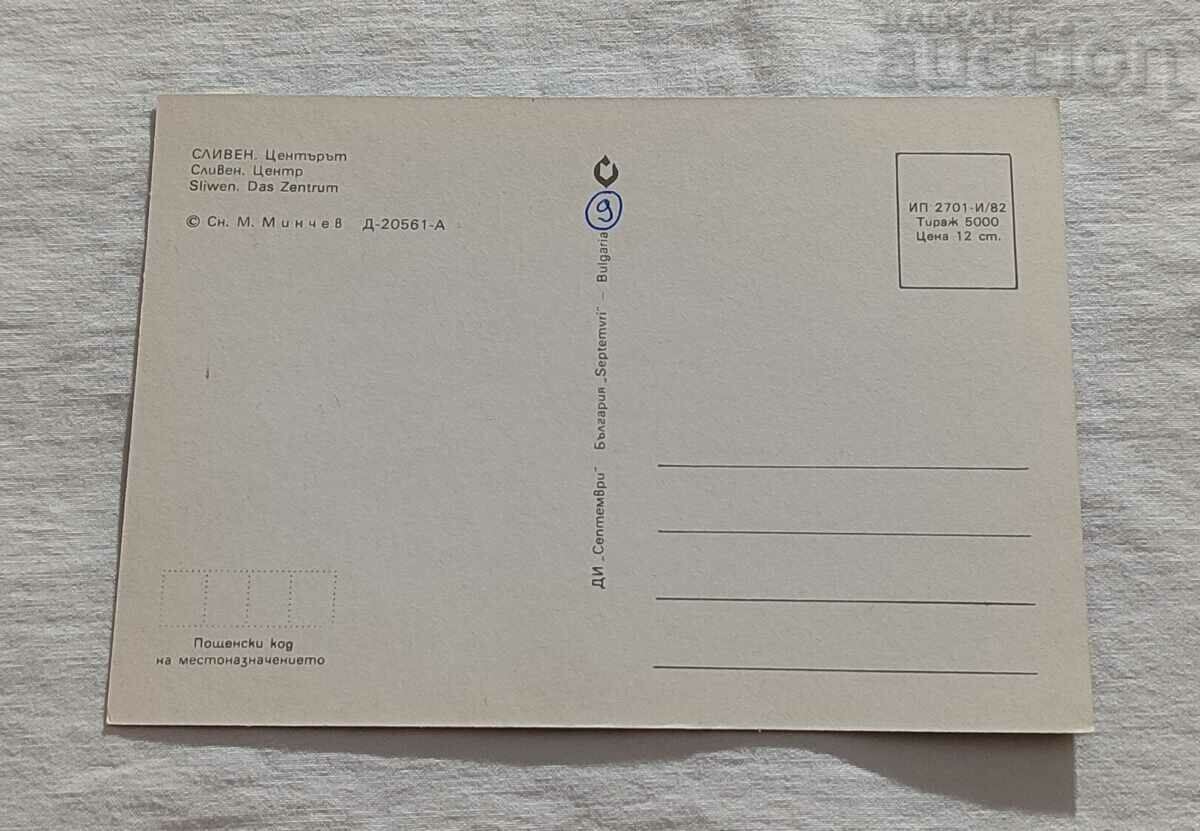 BALKAN
auction
СЛИВЕН. Центърът
Сливен. Центр
Sliwen. Das Zentrum
© Сн. М. Минчев Д-20561-А
9
ДИ „Септември" България „Septemvri" – Bulgaria
ИП 2701-И/82
Тираж 5000
Цена 12 ст.
Пощенски код
на местоназначението